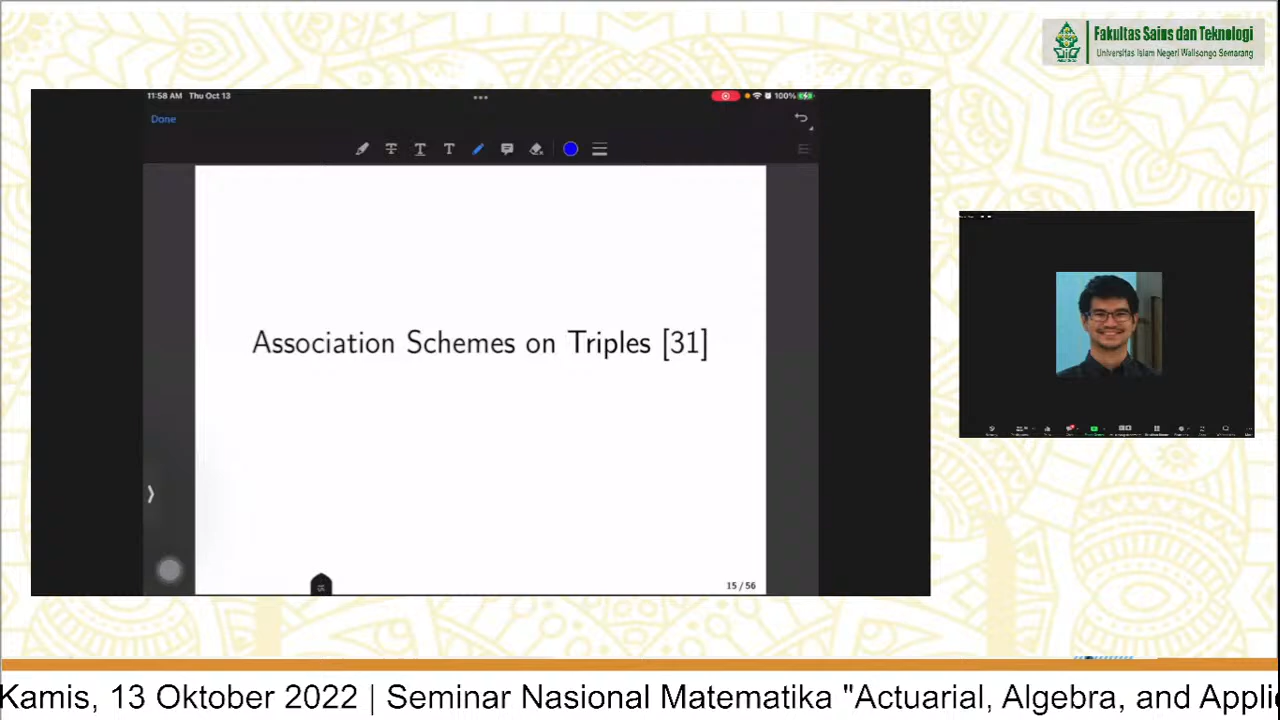 Fakultas Sains dan Teknologi
Universitas Islam Negeri Walisongo Semarang
11:58 AM Thu Oct 13
100%
Done
Association Schemes on Triples [31]
15 / 56
Kamis, 13 Oktober 2022 | Seminar Nasional Matematika "Actuarial, Algebra, and Applic